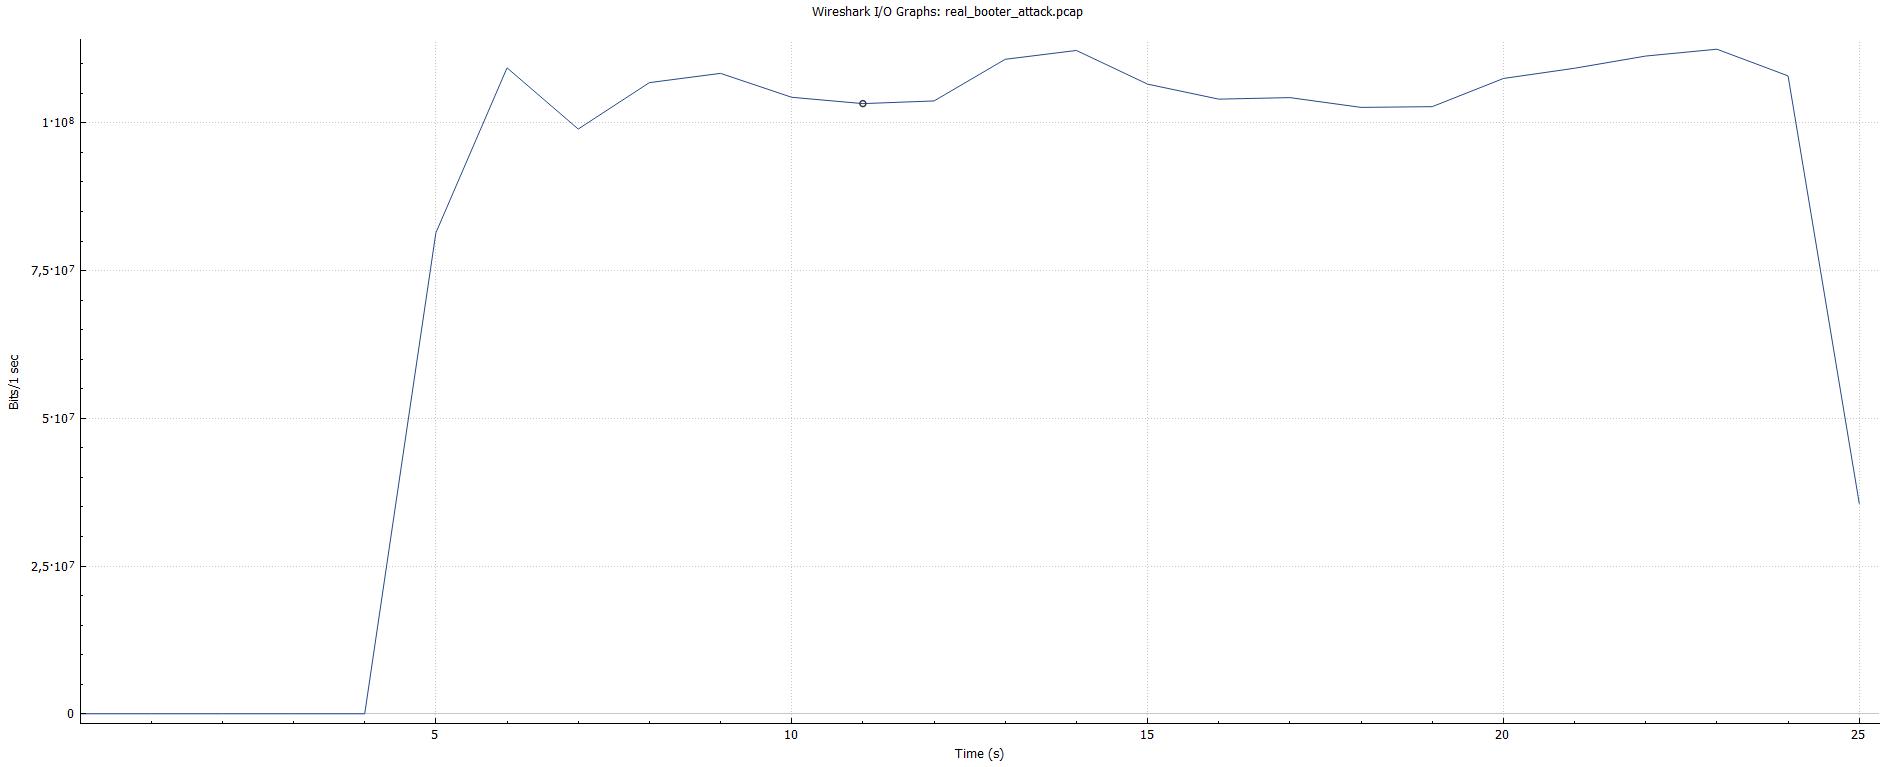 Wireshark I/O Graphs: real_booter_attack.pcap
1·10⁸
7,5·10⁷
5·10⁷
2,5·10⁷
0
Bits/1 sec
5 10 15 20 25
Time (s)